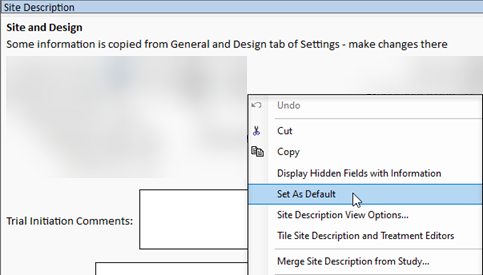 Site Description
Site and Design
Some information is copied from General and Design tab of Settings - make changes there
Undo
Cut
Copy
Display Hidden Fields with Information
Set As Default
Trial Initiation Comments:
Site Description View Options...
Tile Site Description and Treatment Editors
Merge Site Description from Study...